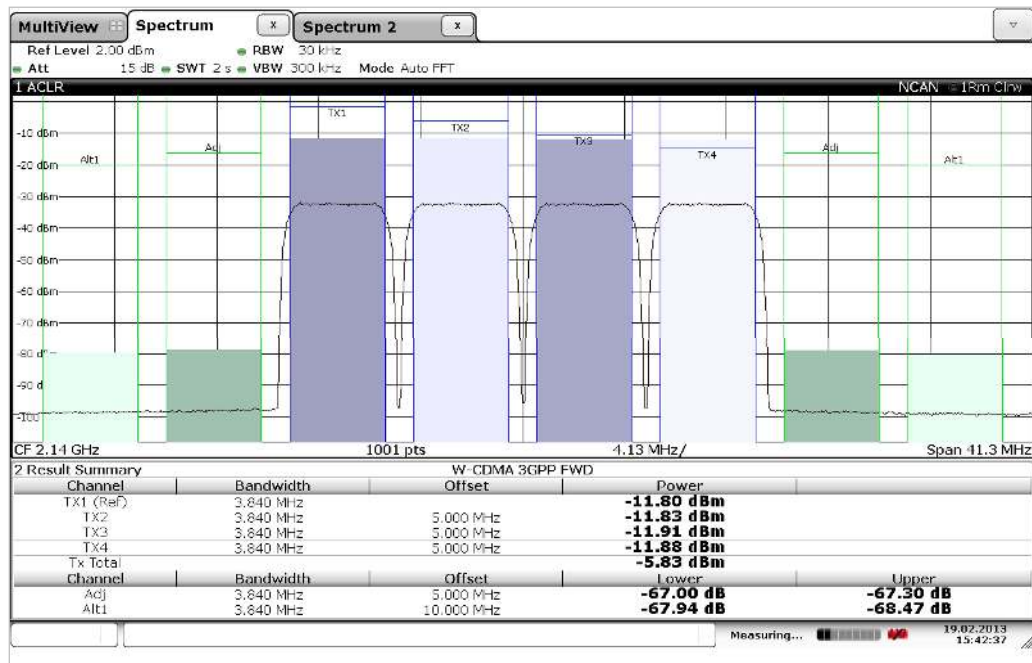 MultiView Spectrum x Spectrum 2 x
Ref Level 2.00 dBm RBW 30 kHz
Att 15 dB SWT 2 s VBW 300 kHz Mode Auto FFT
1 ACLR NCAN 1Rm Clrw
TX1
TX2
-10 dBm
TX3
Adj Adj
Alt1 TX4 Alt1
-20 dBm
-30 dBm
-40 dBm
-50 dBm
-60 dBm
-70 dBm
-80 d
-90 d
-100
CF 2.14 GHz 1001 pts 4.13 MHz/ Span 41.3 MHz
2 Result Summary W-CDMA 3GPP FWD
Channel Bandwidth Offset Power
TX1 (Ref) 3.840 MHz -11.80 dBm
TX2 3.840 MHz 5.000 MHz -11.83 dBm
TX3 3.840 MHz 5.000 MHz -11.91 dBm
TX4 3.840 MHz 5.000 MHz -11.88 dBm
Tx Total -5.83 dBm
Channel Bandwidth Offset Lower Upper
Adj 3.840 MHz 5.000 MHz -67.00 dB -67.30 dB
Alt1 3.840 MHz 10.000 MHz -67.94 dB -68.47 dB
Measuring... 19.02.2013
15:42:37